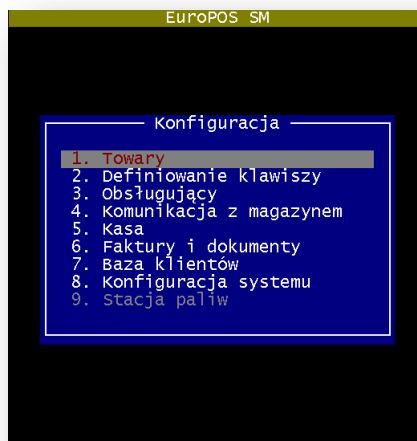 EuroPOS SM
Konfiguracja
1. Towary
2. Definiowanie klawiszy
3. Obsługujący
4. Komunikacja z magazynem
5. Kasa
6. Faktury i dokumenty
7. Baza klientów
8. Konfiguracja systemu
9. Stacja paliw